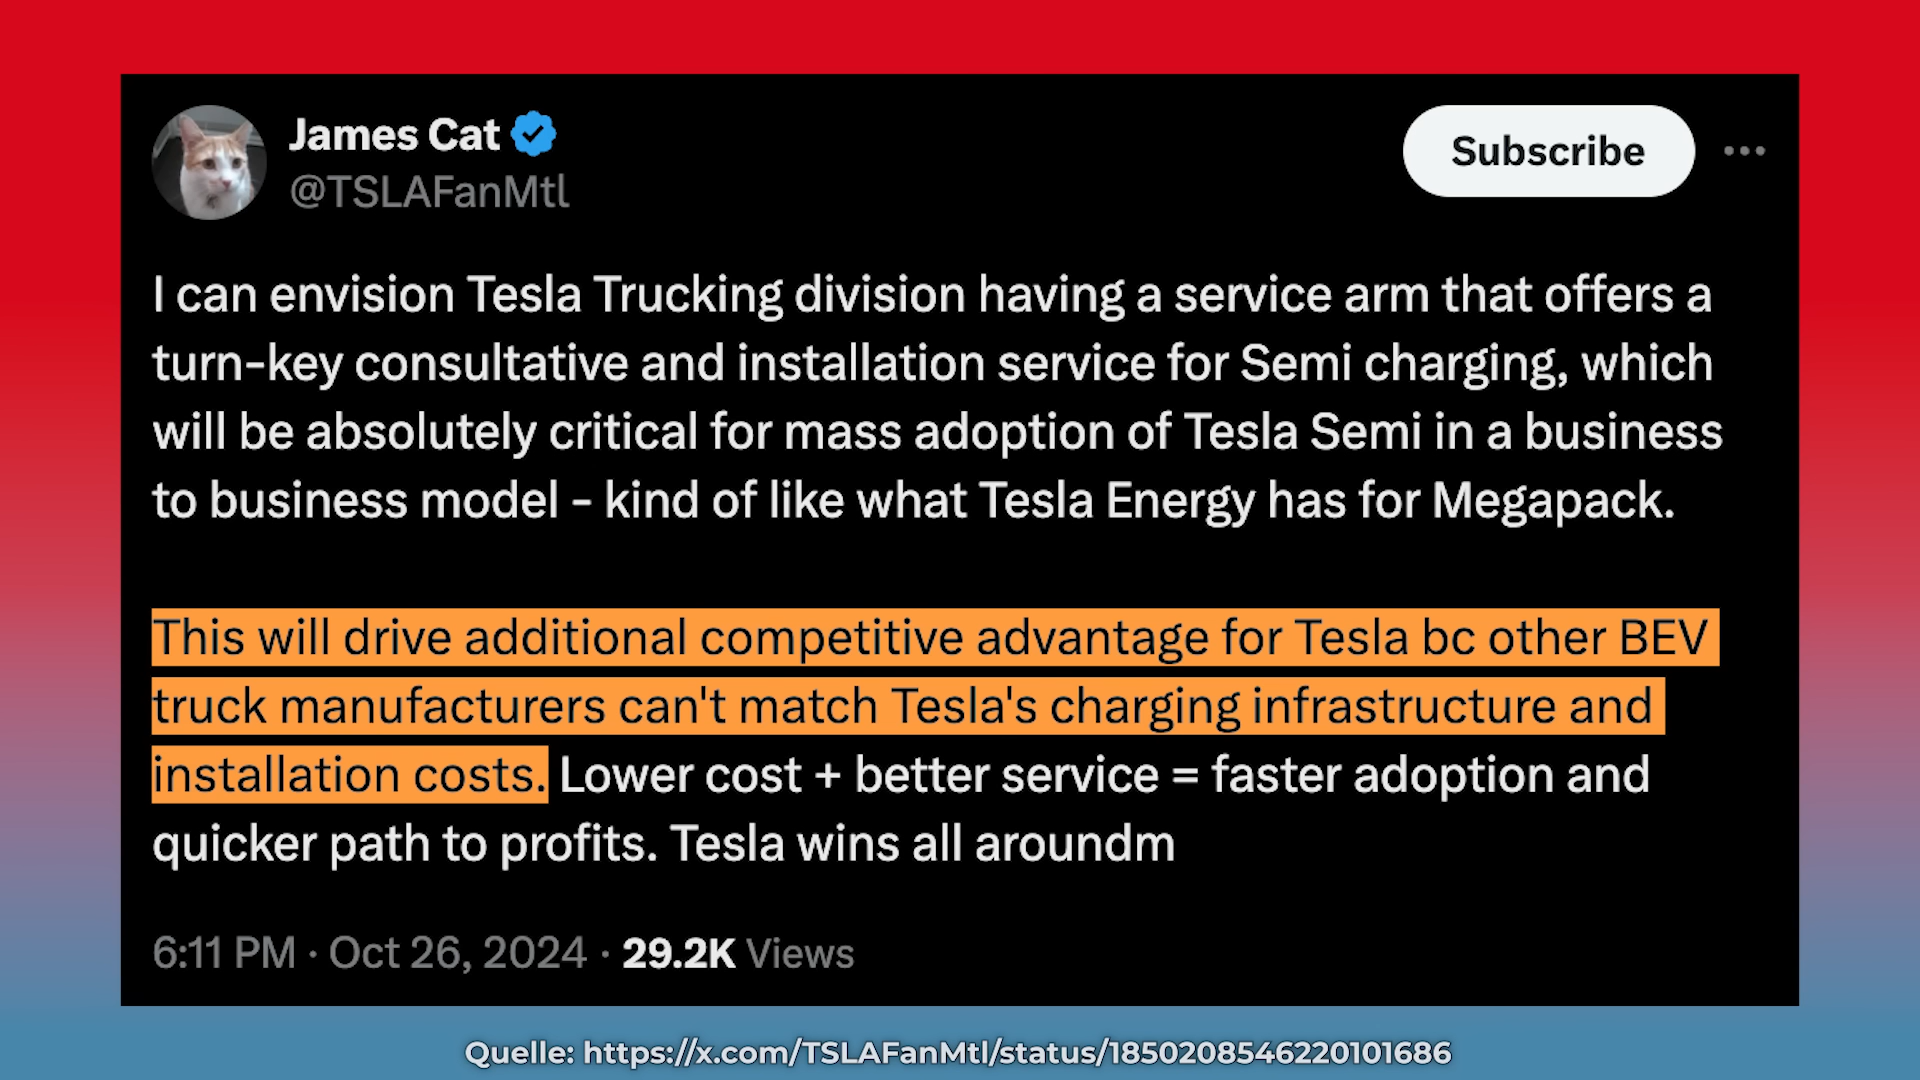 James Cat
@TSLAFanMtl
Subscribe
I can envision Tesla Trucking division having a service arm that offers a
turn-key consultative and installation service for Semi charging, which
will be absolutely critical for mass adoption of Tesla Semi in a business
to business model - kind of like what Tesla Energy has for Megapack.
This will drive additional competitive advantage for Tesla bc other BEV
truck manufacturers can't match Tesla's charging infrastructure and
installation costs. Lower cost + better service = faster adoption and
quicker path to profits. Tesla wins all aroundm
6:11 PM · Oct 26, 2024 · 29.2K Views
Quelle: https://x.com/TSLAFanMtl/status/1850208546220101686